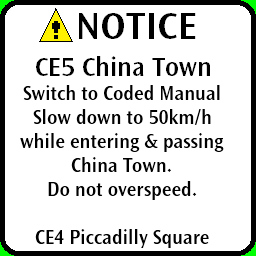 NOTICE
CE5 China Town
Switch to Coded Manual
Slow down to 50km/h
while entering & passing
China Town.
Do not overspeed.
CE4 Piccadilly Square